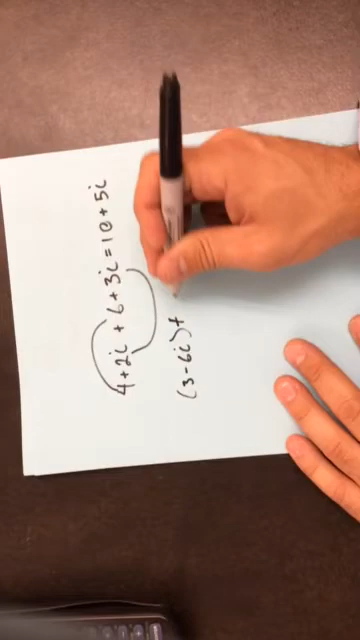 4+2i + 6+3i = 10+5i
(3-6i)+